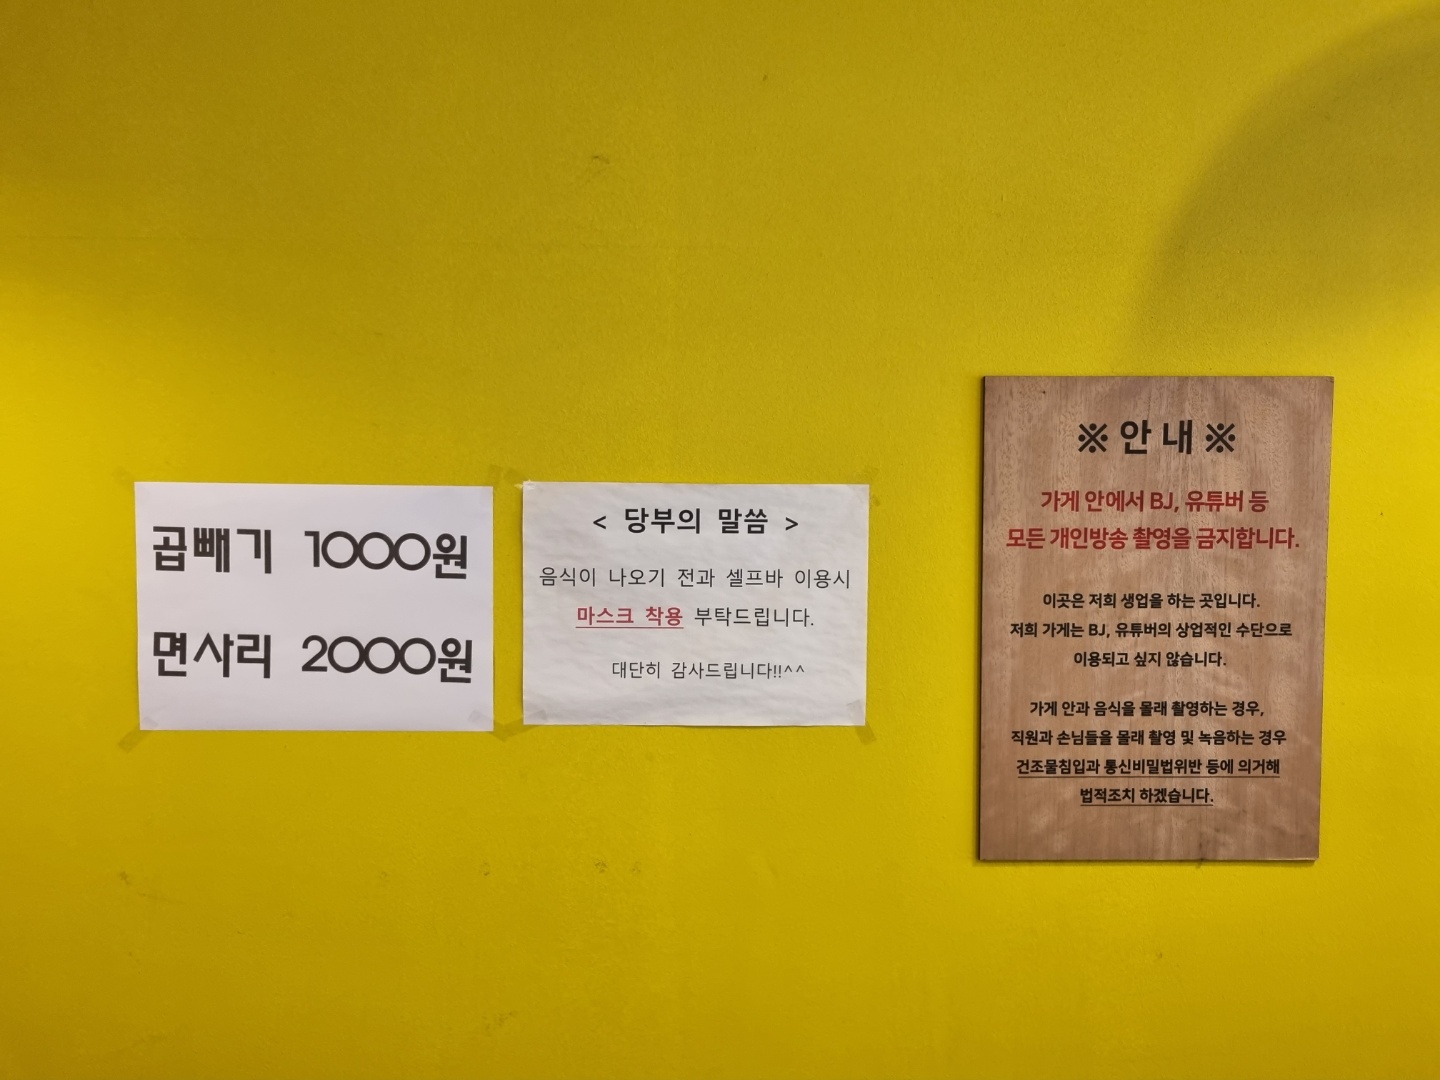 곱빼기 1000원
면사리 2000원
< 당부의 말씀 >
음식이 나오기 전과 셀프바 이용시
마스크 착용 부탁드립니다.
대단히 감사드립니다!!^^
※ 안 내 ※
가게 안에서 BJ, 유튜버 등
모든 개인방송 촬영을 금지합니다.
이곳은 저희 생업을 하는 곳입니다.
저희 가게는 BJ, 유튜버의 상업적인 수단으로
이용되고 싶지 않습니다.
가게 안과 음식을 몰래 촬영하는 경우,
직원과 손님들을 몰래 촬영 및 녹음하는 경우
건조물침입과 통신비밀법위반 등에 의거해
법적조치 하겠습니다.